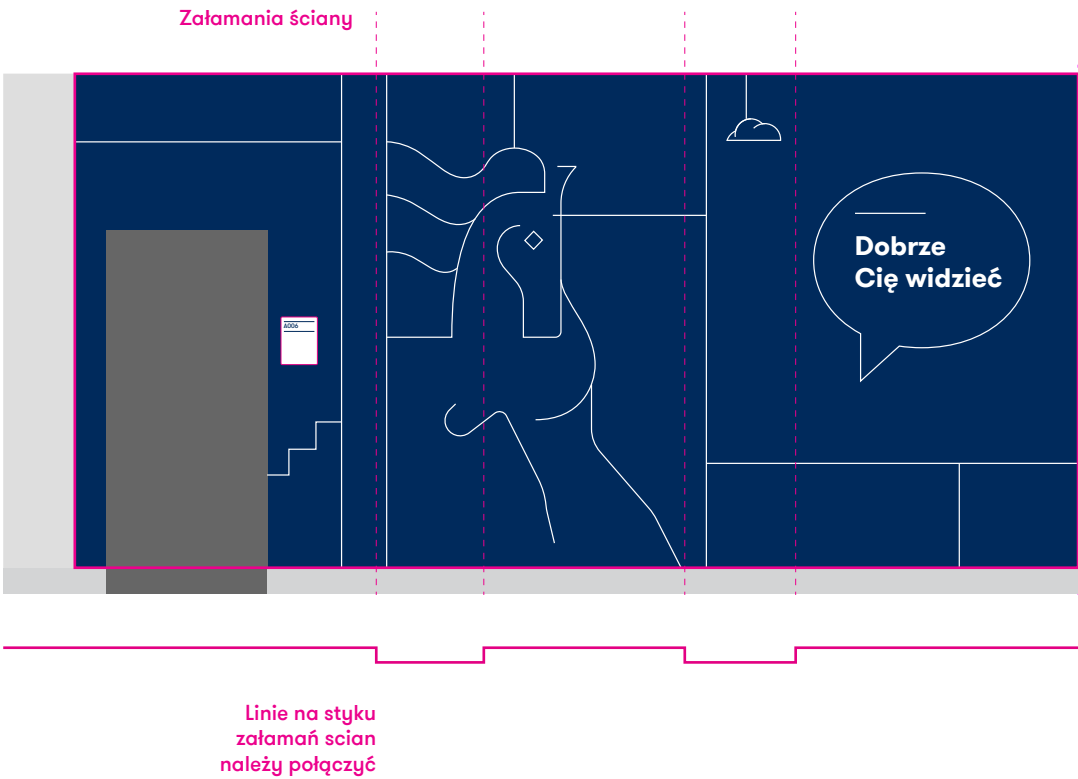 Załamania ściany
Dobrze
Cię widzieć
A006
Linie na styku
załamań scian
należy połączyć